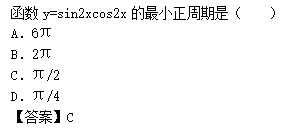 函数 y=sin2xcos2x 的最小正周期是（  ）
A．6π
B．2π
C．π/2
D．π/4
【答案】C